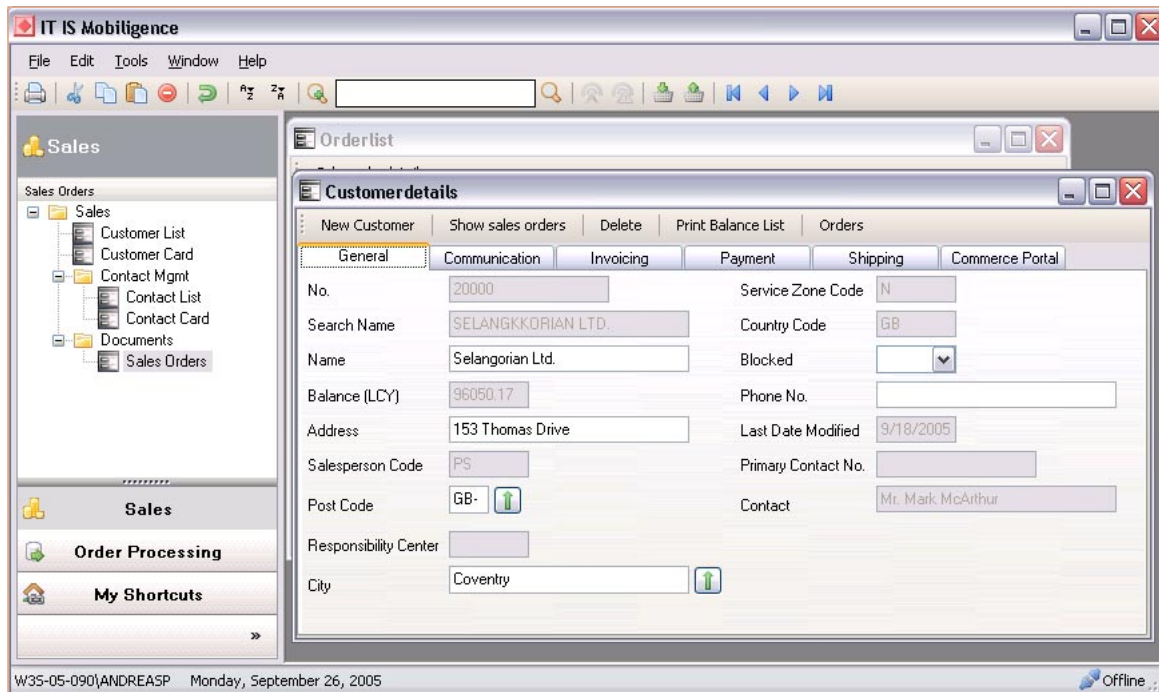 IT IS Mobiligence
File Edit Tools Window Help
Sales
Sales Orders
Sales
Customer List
Customer Card
Contact Mgmt
Contact List
Contact Card
Documents
Sales Orders
Sales
Order Processing
My Shortcuts
»
Orderlist
Customerdetails
New Customer Show sales orders Delete Print Balance List Orders
General Communication Invoicing Payment Shipping Commerce Portal
No. 20000 Service Zone Code N
Search Name SELANGKKORIAN LTD. Country Code GB
Name Selangorian Ltd. Blocked
Balance (LCY) 96050.17 Phone No.
Address 153 Thomas Drive Last Date Modified 9/18/2005
Salesperson Code PS Primary Contact No.
Post Code GB- Contact Mr. Mark McArthur
Responsibility Center
City Coventry
W3S-05-090\ANDREASP Monday, September 26, 2005 Offline